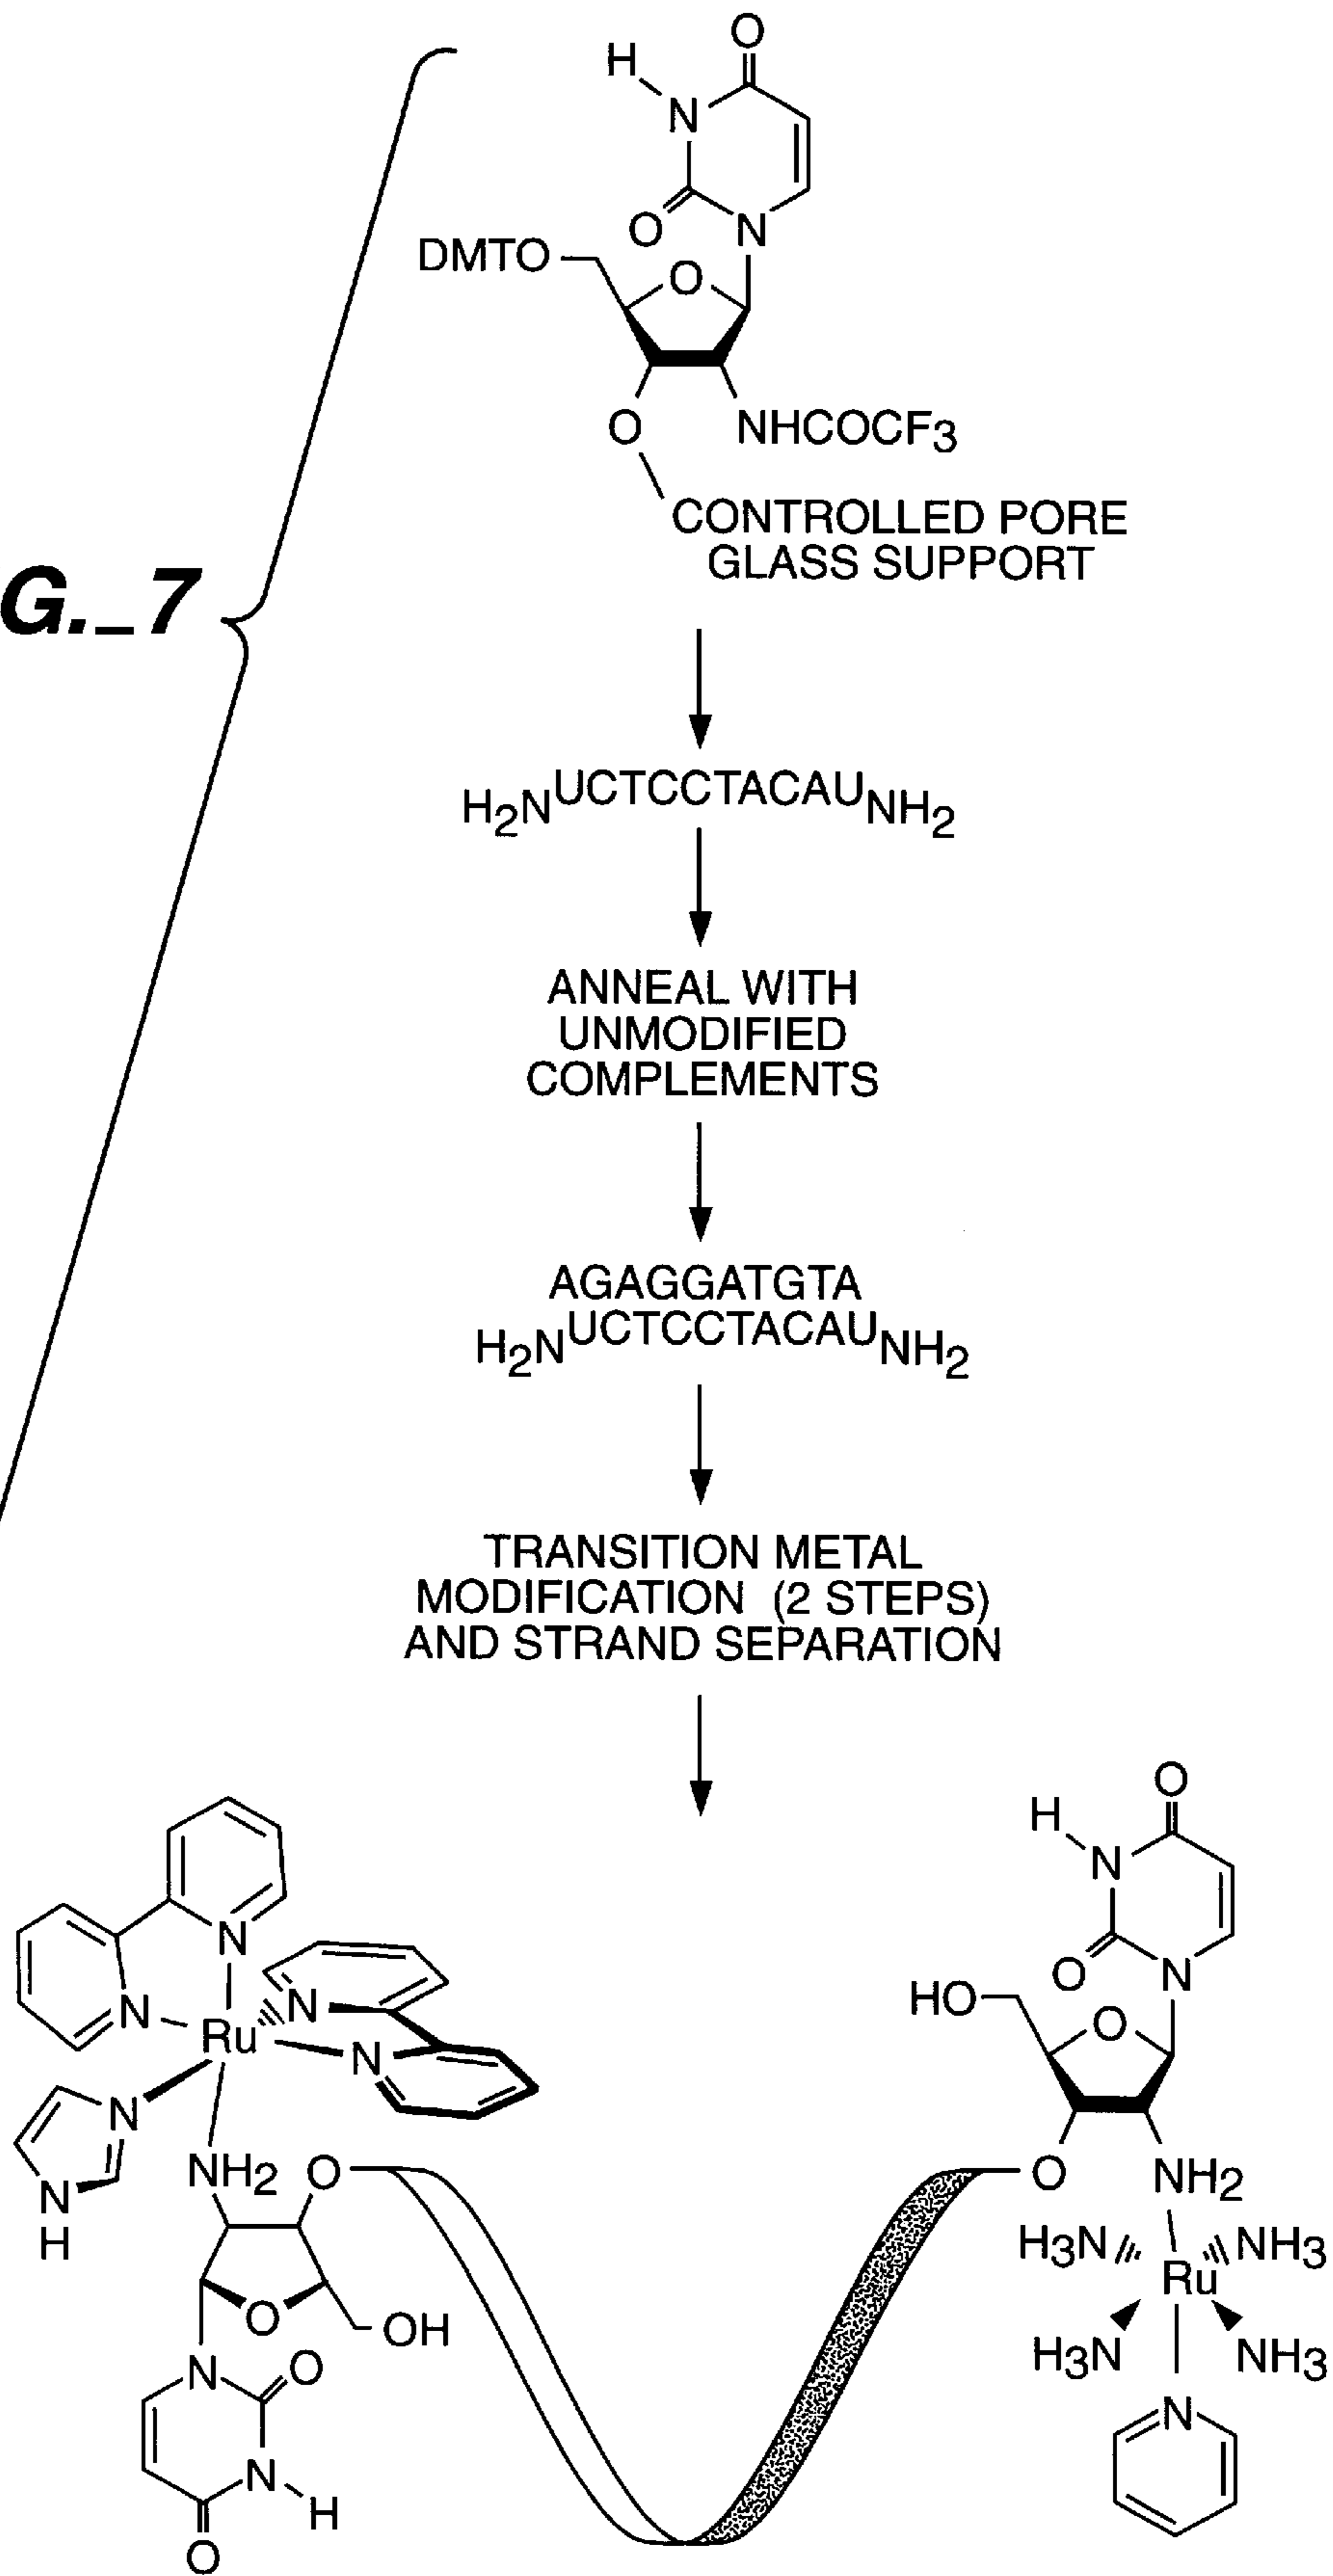 O
H
N
O
N
DMTO
O
O
NHCOCF3
CONTROLLED PORE
GLASS SUPPORT
G._7
H2NUCTCCTACAUNH2
ANNEAL WITH
UNMODIFIED
COMPLEMENTS
AGAGGATGTA
H2NUCTCCTACAUNH2
TRANSITION METAL
MODIFICATION (2 STEPS)
AND STRAND SEPARATION
O
H
N
N
O
N
HO
O
N
N
Ru
N
N
N
H
NH2
O
O
NH2
H3N
NH3
Ru
H3N
NH3
O
OH
N
O
N
N
H
O